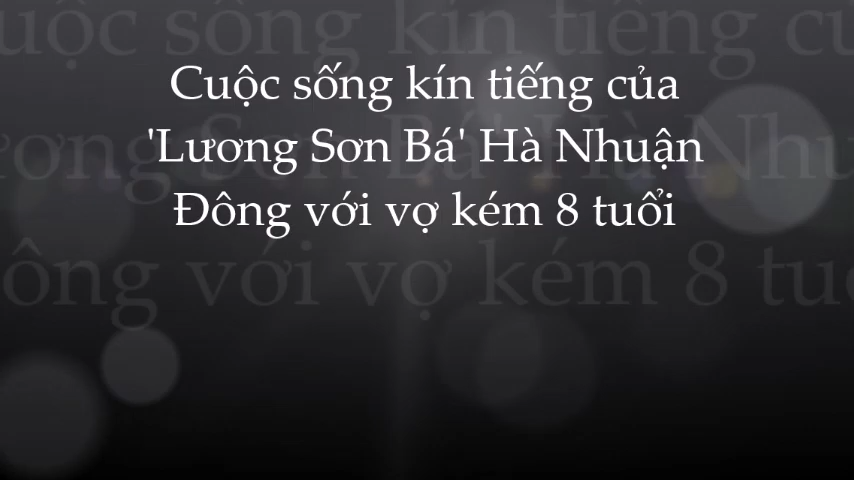 Cuộc sống kín tiếng của
'Lương Sơn Bá' Hà Nhuận
Đông với vợ kém 8 tuổi